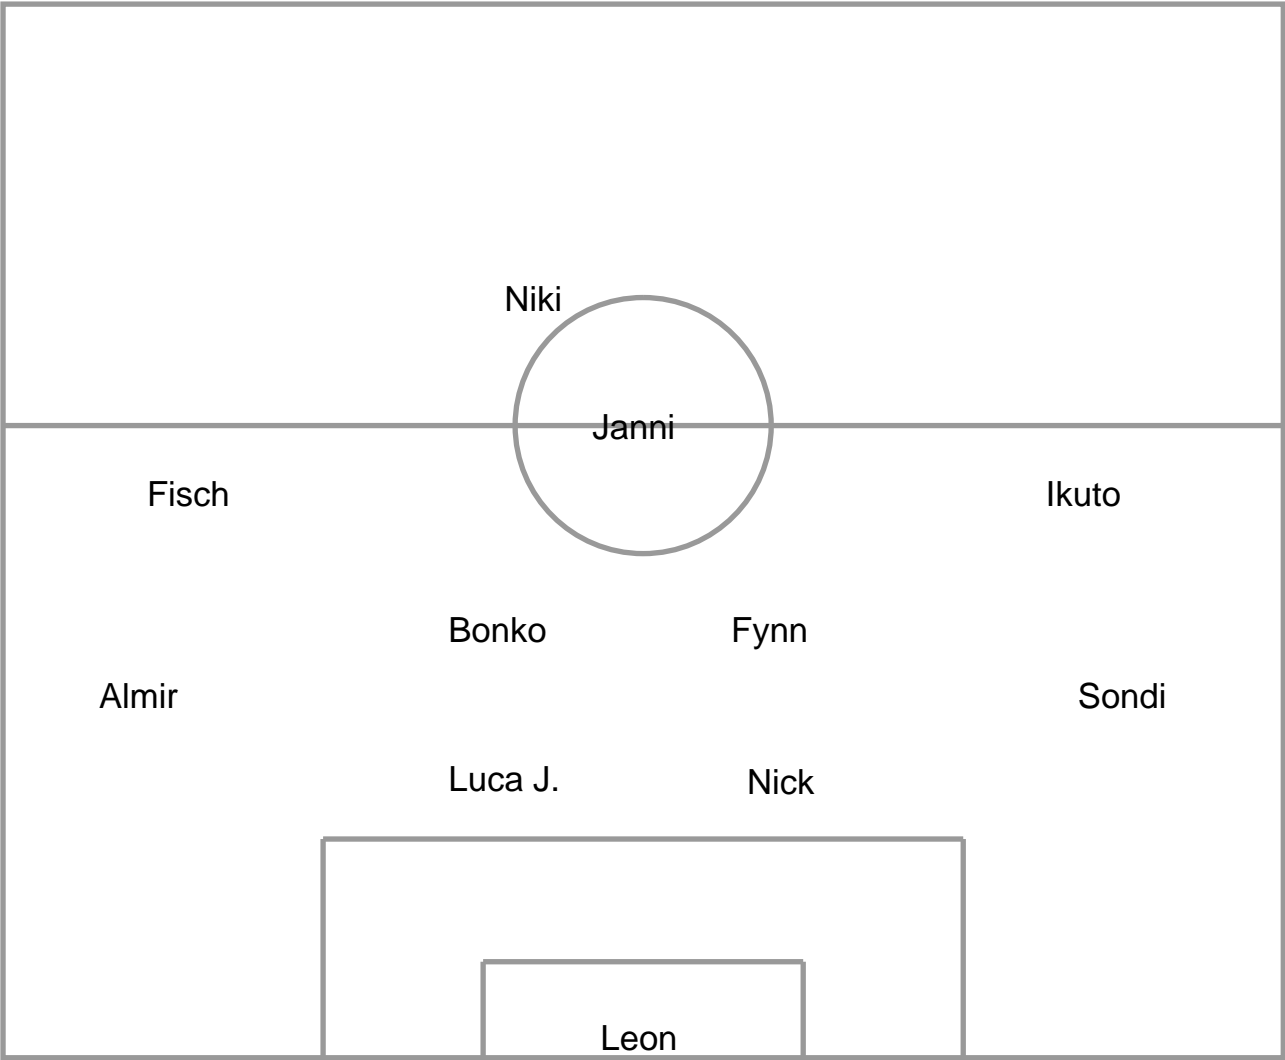 Niki
Janni
Fisch
Ikuto
Bonko
Fynn
Almir
Sondi
Luca J.
Nick
Leon